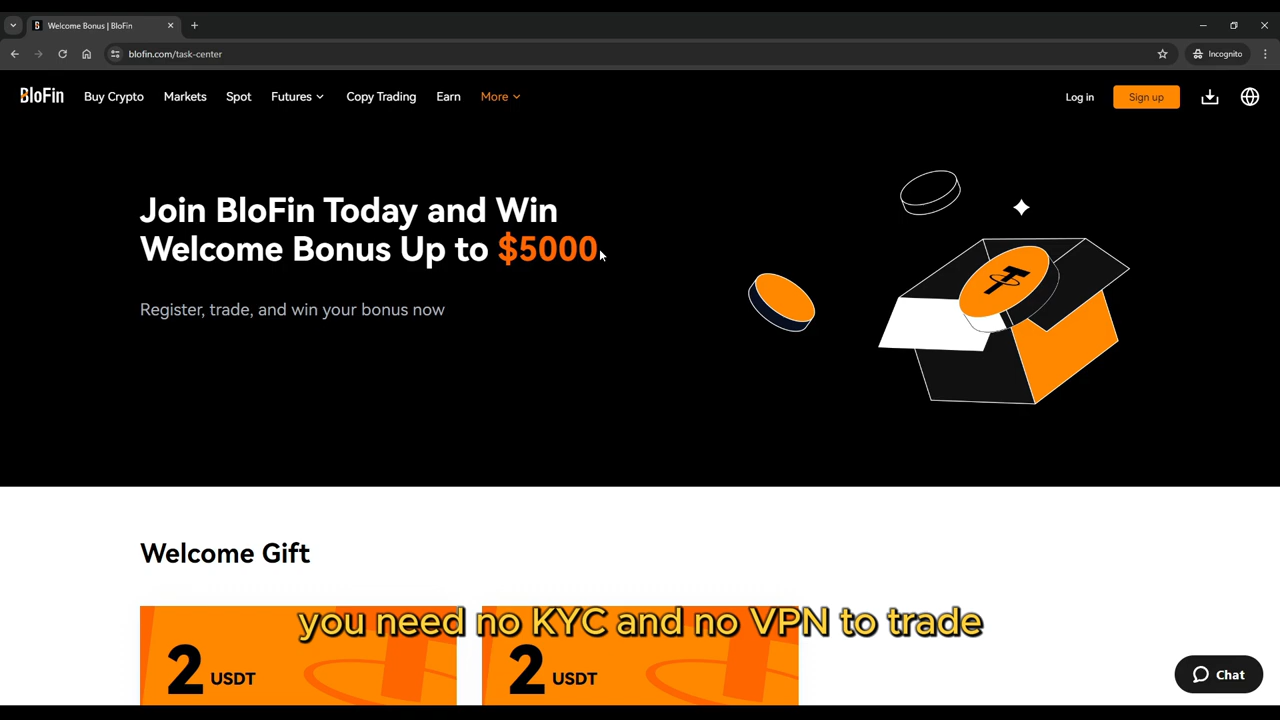 Welcome Bonus | BloFin
blofin.com/task-center
Incognito
BloFin
Buy Crypto
Markets
Spot
Futures
Copy Trading
Earn
More
Log in
Sign up
Join BloFin Today and Win
Welcome Bonus Up to $5000
Register, trade, and win your bonus now
Welcome Gift
you need no KYC and no VPN to trade
2 USDT
2 USDT
Chat